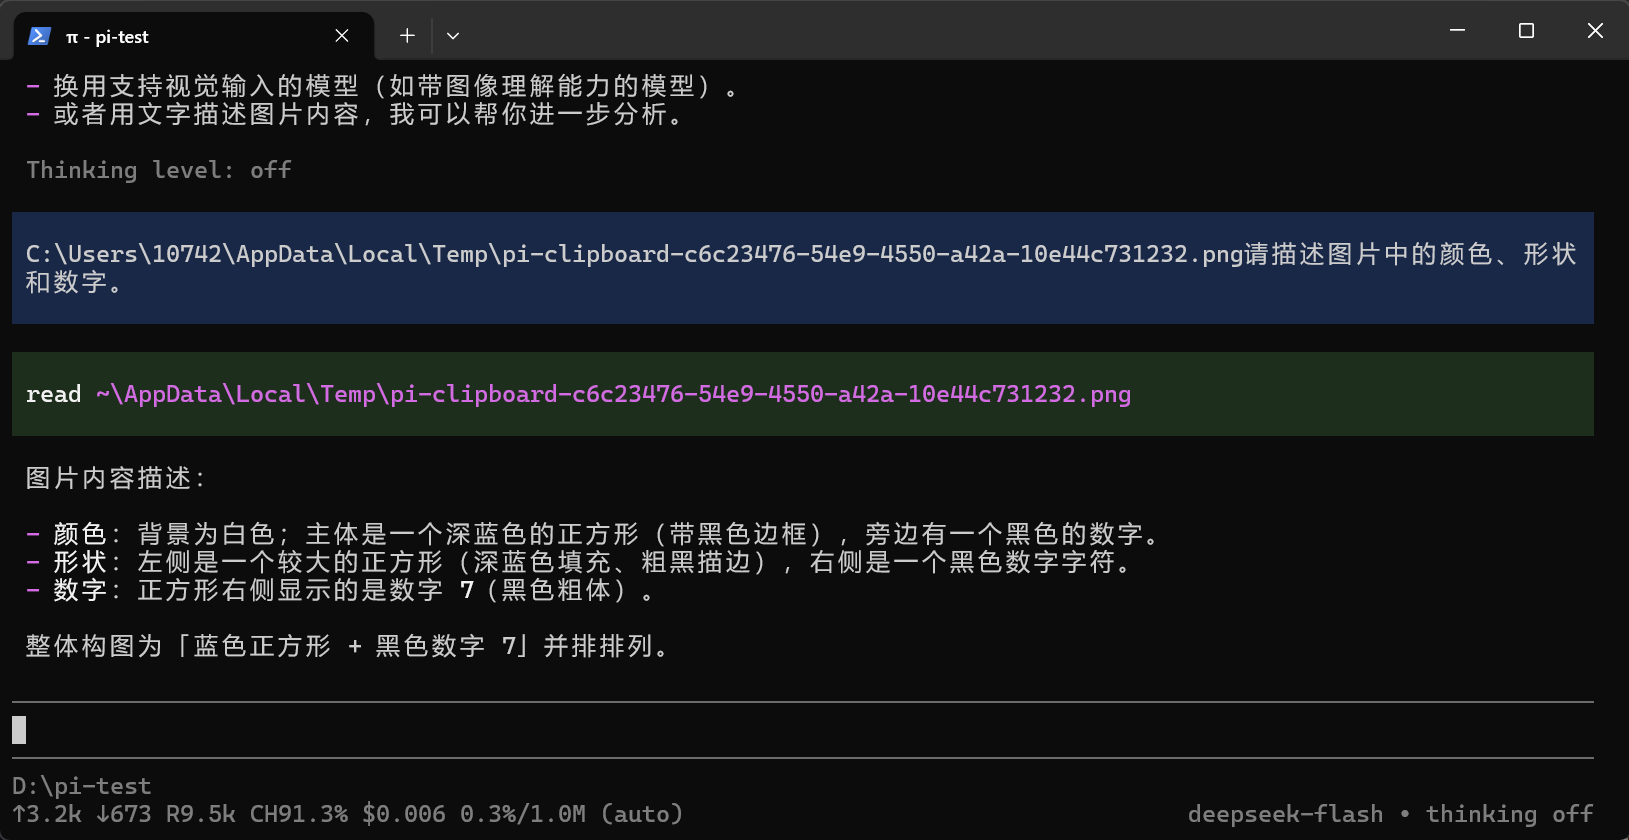 π - pi-test
- 换用支持视觉输入的模型（如带图像理解能力的模型）。
- 或者用文字描述图片内容，我可以帮你进一步分析。
Thinking level: off
C:\Users\10742\AppData\Local\Temp\pi-clipboard-c6c23476-54e9-4550-a42a-10e44c731232.png请描述图片中的颜色、形状
和数字。
read ~\AppData\Local\Temp\pi-clipboard-c6c23476-54e9-4550-a42a-10e44c731232.png
图片内容描述：
- 颜色：背景为白色；主体是一个深蓝色的正方形（带黑色边框），旁边有一个黑色的数字。
- 形状：左侧是一个较大的正方形（深蓝色填充、粗黑描边），右侧是一个黑色数字字符。
- 数字：正方形右侧显示的是数字 7（黑色粗体）。
整体构图为「蓝色正方形 + 黑色数字 7」并排排列。
D:\pi-test
↑3.2k ↓673 R9.5k CH91.3% $0.006 0.3%/1.0M (auto) deepseek-flash • thinking off